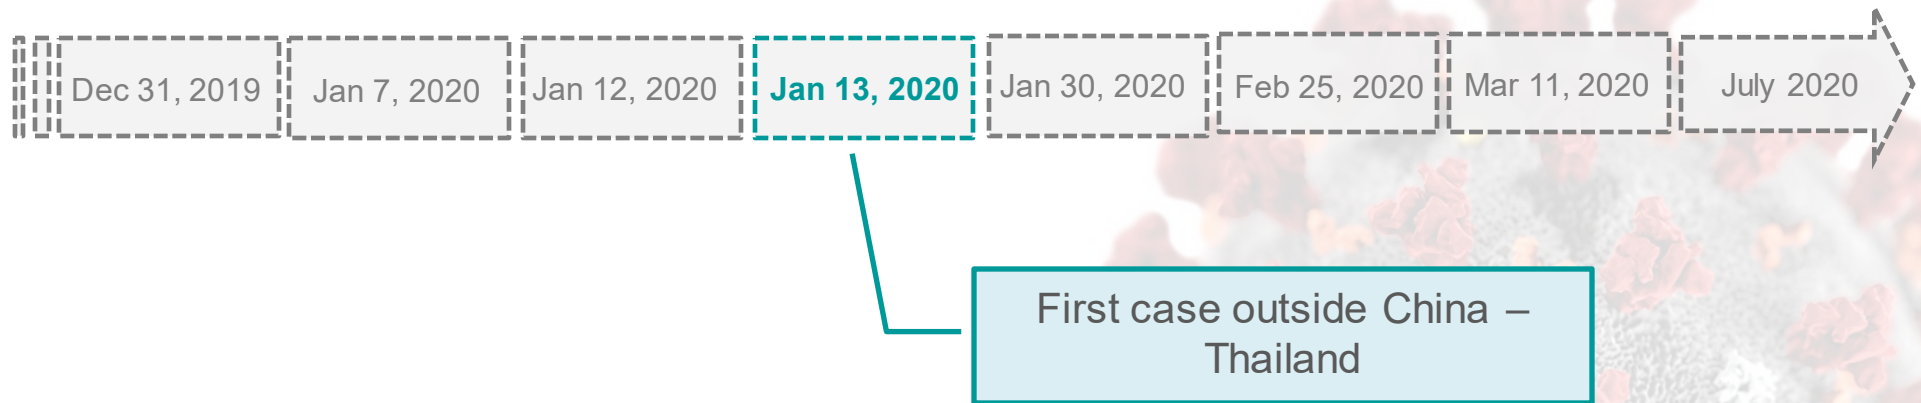 Dec 31, 2019
Jan 7, 2020
Jan 12, 2020
Jan 13, 2020
Jan 30, 2020
Feb 25, 2020
Mar 11, 2020
July 2020
First case outside China –
Thailand